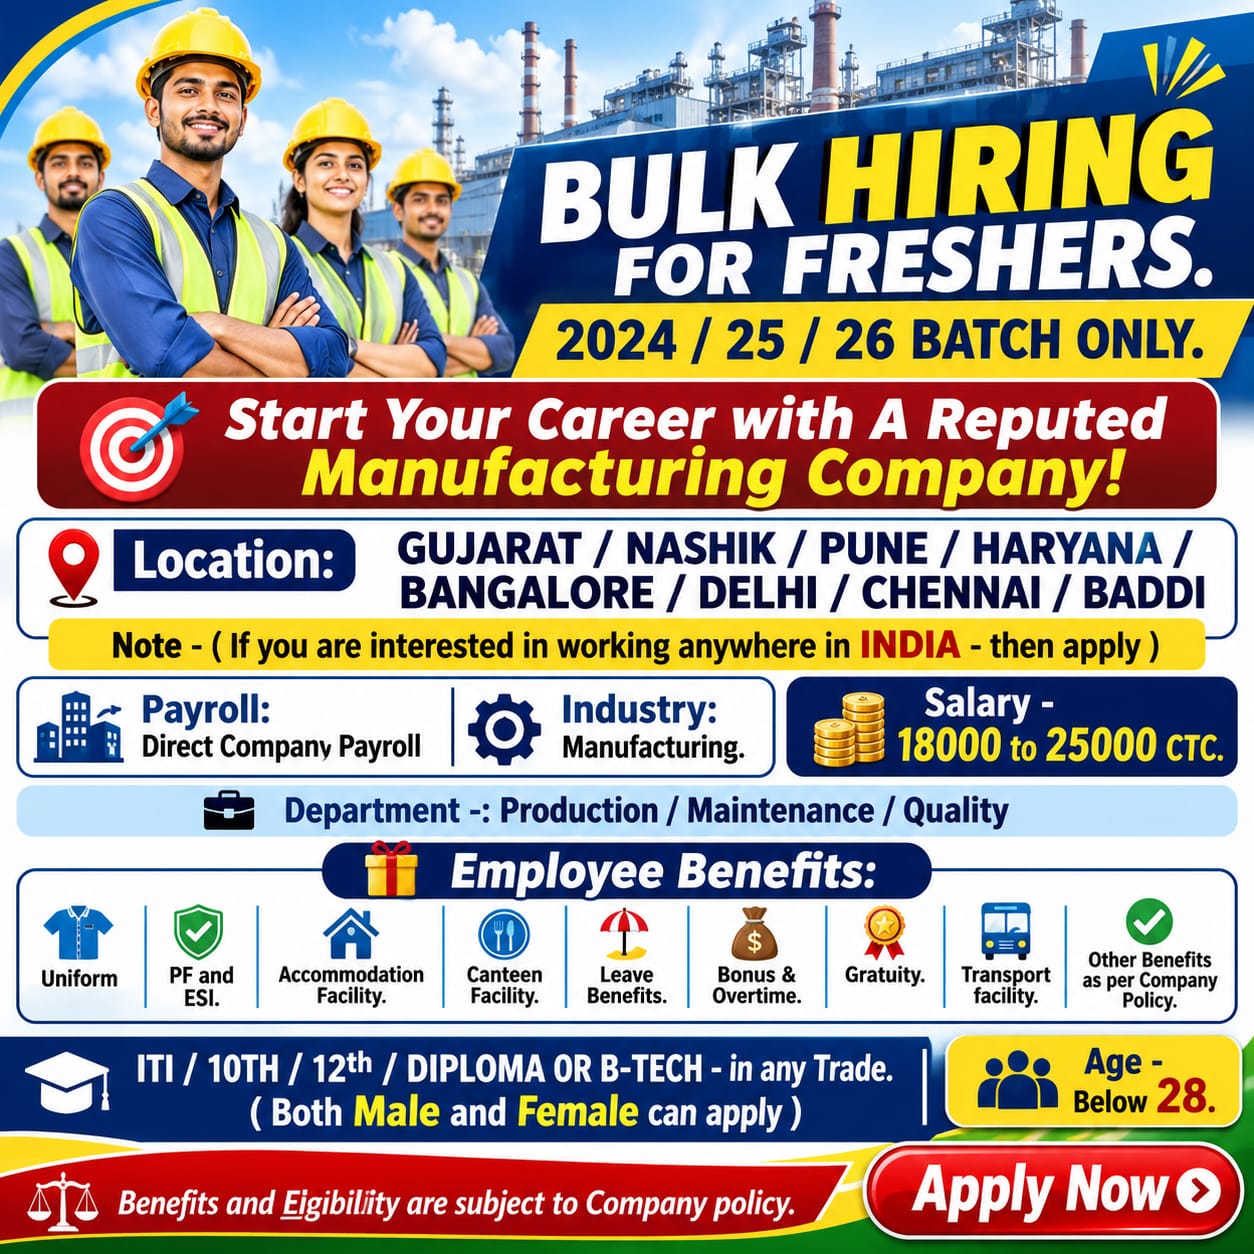 BULK HIRING
FOR FRESHERS.
2024 / 25 / 26 BATCH ONLY.
Start Your Career with A Reputed
Manufacturing Company!
Location:
GUJARAT / NASHIK / PUNE / HARYANA /
BANGALORE / DELHI / CHENNAI / BADDI
Note - ( If you are interested in working anywhere in INDIA - then apply )
Payroll:
Direct Company Payroll
Industry:
Manufacturing.
Salary -
18000 to 25000 CTC.
Department -: Production / Maintenance / Quality
Employee Benefits:
Uniform
PF and
ESI.
Accommodation
Facility.
Canteen
Facility.
Leave
Benefits.
Bonus &
Overtime.
Gratuity.
Transport
facility.
Other Benefits
as per Company
Policy.
ITI / 10TH / 12th / DIPLOMA OR B-TECH - in any Trade.
( Both Male and Female can apply )
Age -
Below 28.
Benefits and Eigibility are subject to Company policy.
Apply Now